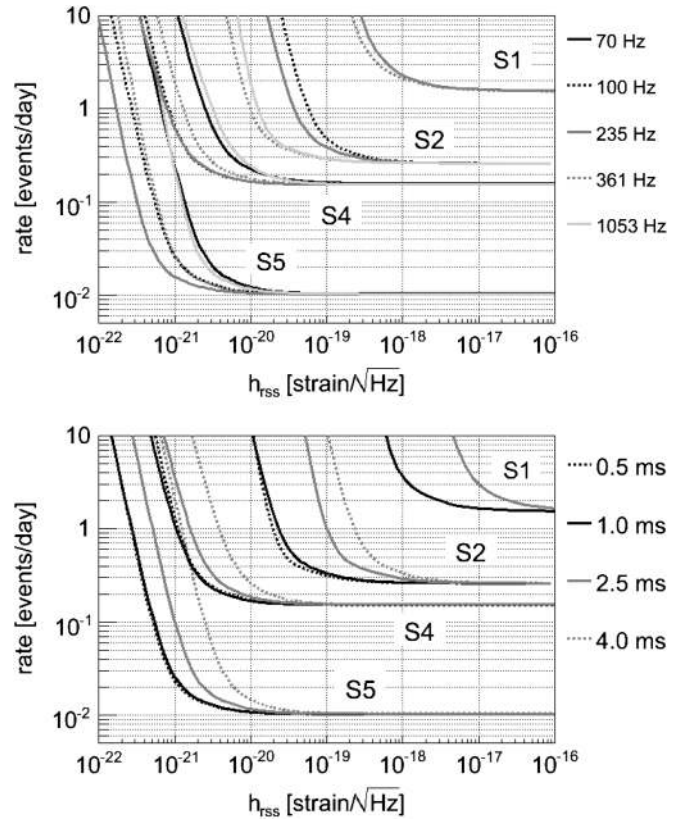 10
1
10⁻¹
10⁻²
rate [events/day]
S1
S2
S4
S5
70 Hz
100 Hz
235 Hz
361 Hz
1053 Hz
10⁻²² 10⁻²¹ 10⁻²⁰ 10⁻¹⁹ 10⁻¹⁸ 10⁻¹⁷ 10⁻¹⁶
h_rss [strain/√Hz]
10
1
10⁻¹
10⁻²
rate [events/day]
S1
S2
S4
S5
0.5 ms
1.0 ms
2.5 ms
4.0 ms
10⁻²² 10⁻²¹ 10⁻²⁰ 10⁻¹⁹ 10⁻¹⁸ 10⁻¹⁷ 10⁻¹⁶
h_rss [strain/√Hz]